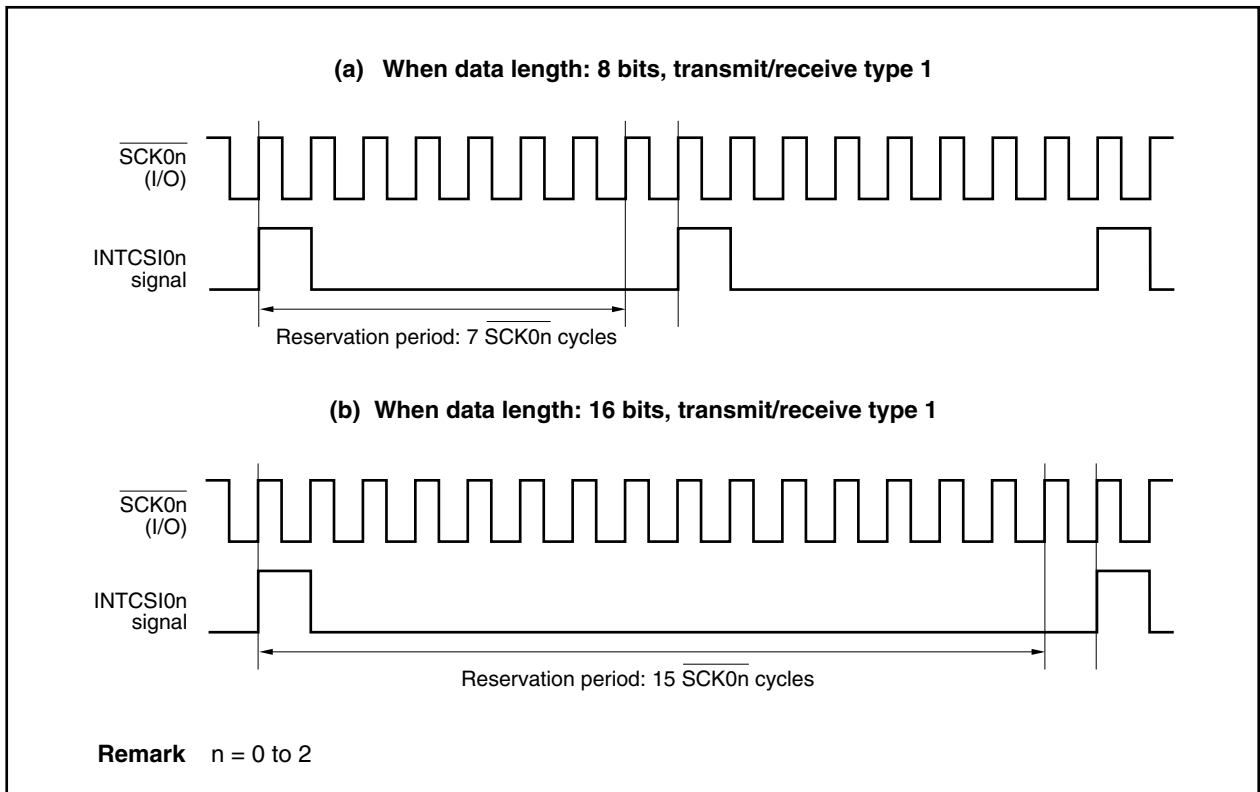 (a) When data length: 8 bits, transmit/receive type 1
SCK0n
(I/O)
INTCSI0n
signal
Reservation period: 7 SCK0n cycles
(b) When data length: 16 bits, transmit/receive type 1
SCK0n
(I/O)
INTCSI0n
signal
Reservation period: 15 SCK0n cycles
Remark n = 0 to 2